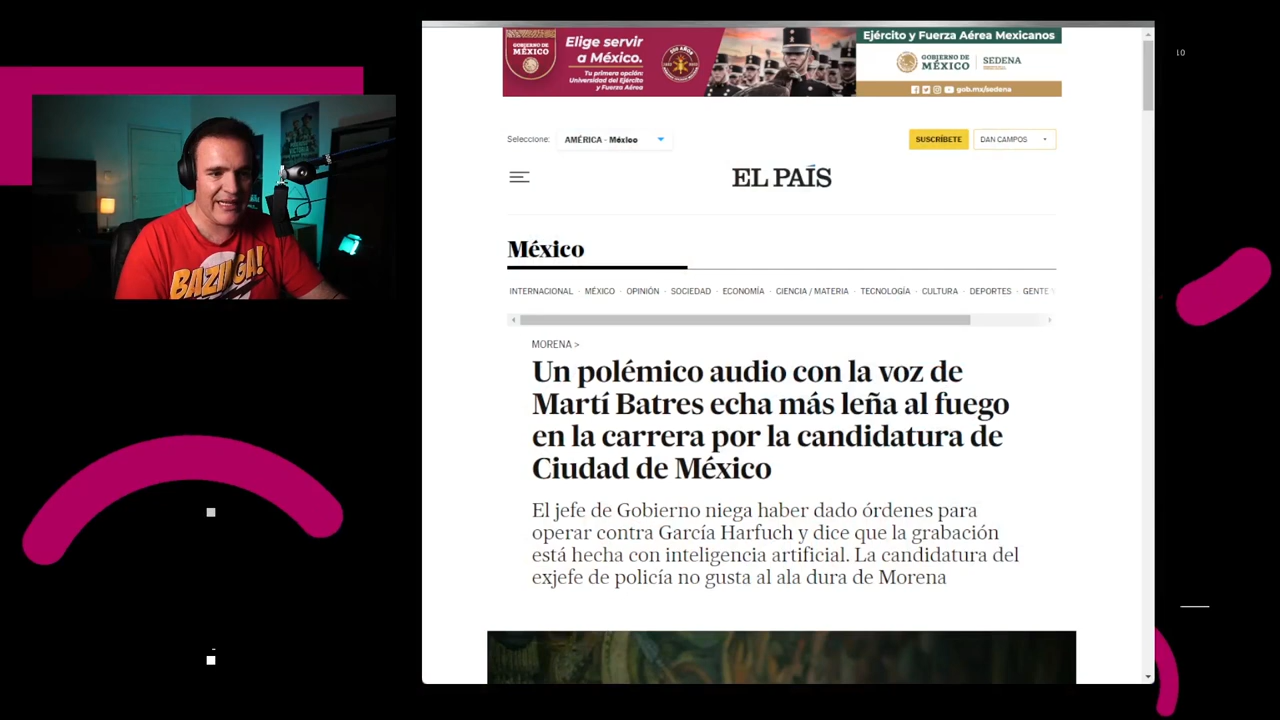 GOBIERNO DE
MÉXICO
Elige servir
a México.
Tu primera opción:
Universidad del Ejército
y Fuerza Aérea
Ejército y Fuerza Aérea Mexicanos
GOBIERNO DE
MÉXICO
SEDENA
gob.mx/sedena
Seleccione:
AMÉRICA - México
SUSCRÍBETE
DAN CAMPOS
EL PAÍS
México
INTERNACIONAL · MÉXICO · OPINIÓN · SOCIEDAD · ECONOMÍA · CIENCIA / MATERIA · TECNOLOGÍA · CULTURA · DEPORTES · GENTE
MORENA >
Un polémico audio con la voz de
Martí Batres echa más leña al fuego
en la carrera por la candidatura de
Ciudad de México
El jefe de Gobierno niega haber dado órdenes para
operar contra García Harfuch y dice que la grabación
está hecha con inteligencia artificial. La candidatura del
exjefe de policía no gusta al ala dura de Morena
BAZINGA!